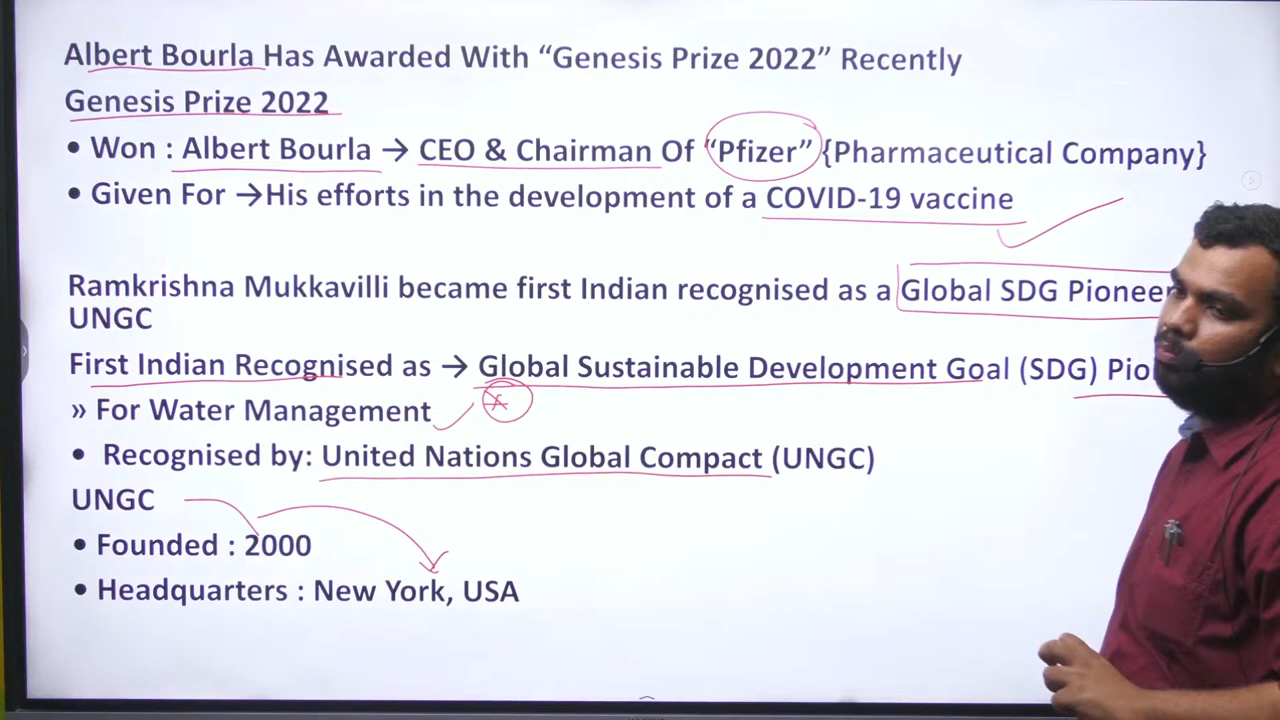 Albert Bourla Has Awarded With “Genesis Prize 2022” Recently
Genesis Prize 2022
• Won : Albert Bourla → CEO & Chairman Of “Pfizer” {Pharmaceutical Company}
• Given For →His efforts in the development of a COVID-19 vaccine
Ramkrishna Mukkavilli became first Indian recognised as a Global SDG Pioneer
UNGC
First Indian Recognised as → Global Sustainable Development Goal (SDG) Pio
» For Water Management
• Recognised by: United Nations Global Compact (UNGC)
UNGC
• Founded : 2000
• Headquarters : New York, USA